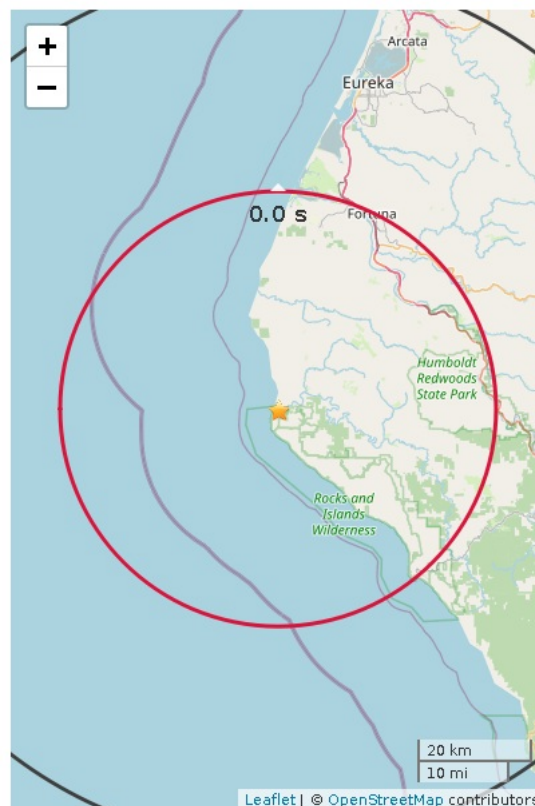 +
Arcata
−
Eureka
0.0 s
Fortuna
Humboldt
Redwoods
State Park
Rocks and
Islands
Wilderness
20 km
10 mi
Leaflet | © OpenStreetMap contributors